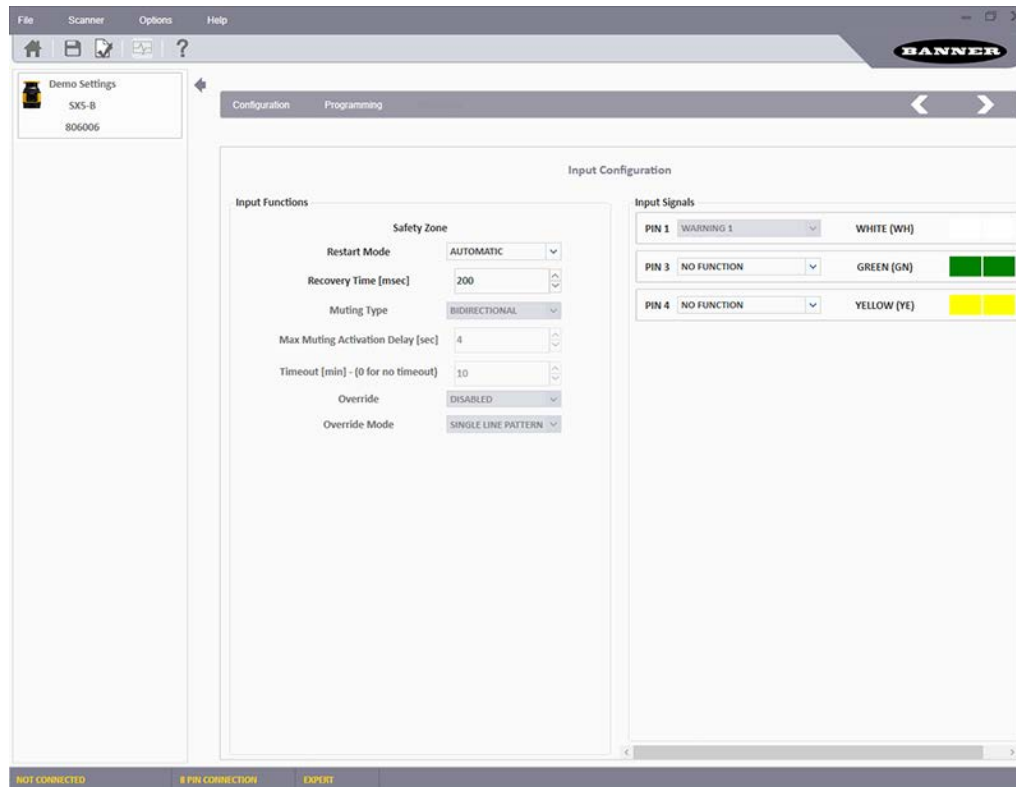 File Scanner Options Help
BANNER
Demo Settings
SX5-B
806006
Configuration Programming
Input Configuration
Input Functions
Safety Zone
Restart Mode AUTOMATIC
Recovery Time [msec] 200
Muting Type BIDIRECTIONAL
Max Muting Activation Delay [sec] 4
Timeout [min] - (0 for no timeout) 10
Override DISABLED
Override Mode SINGLE LINE PATTERN
Input Signals
PIN 1 WARNING 1 WHITE (WH)
PIN 3 NO FUNCTION GREEN (GN)
PIN 4 NO FUNCTION YELLOW (YE)
NOT CONNECTED 8 PIN CONNECTION EXPERT